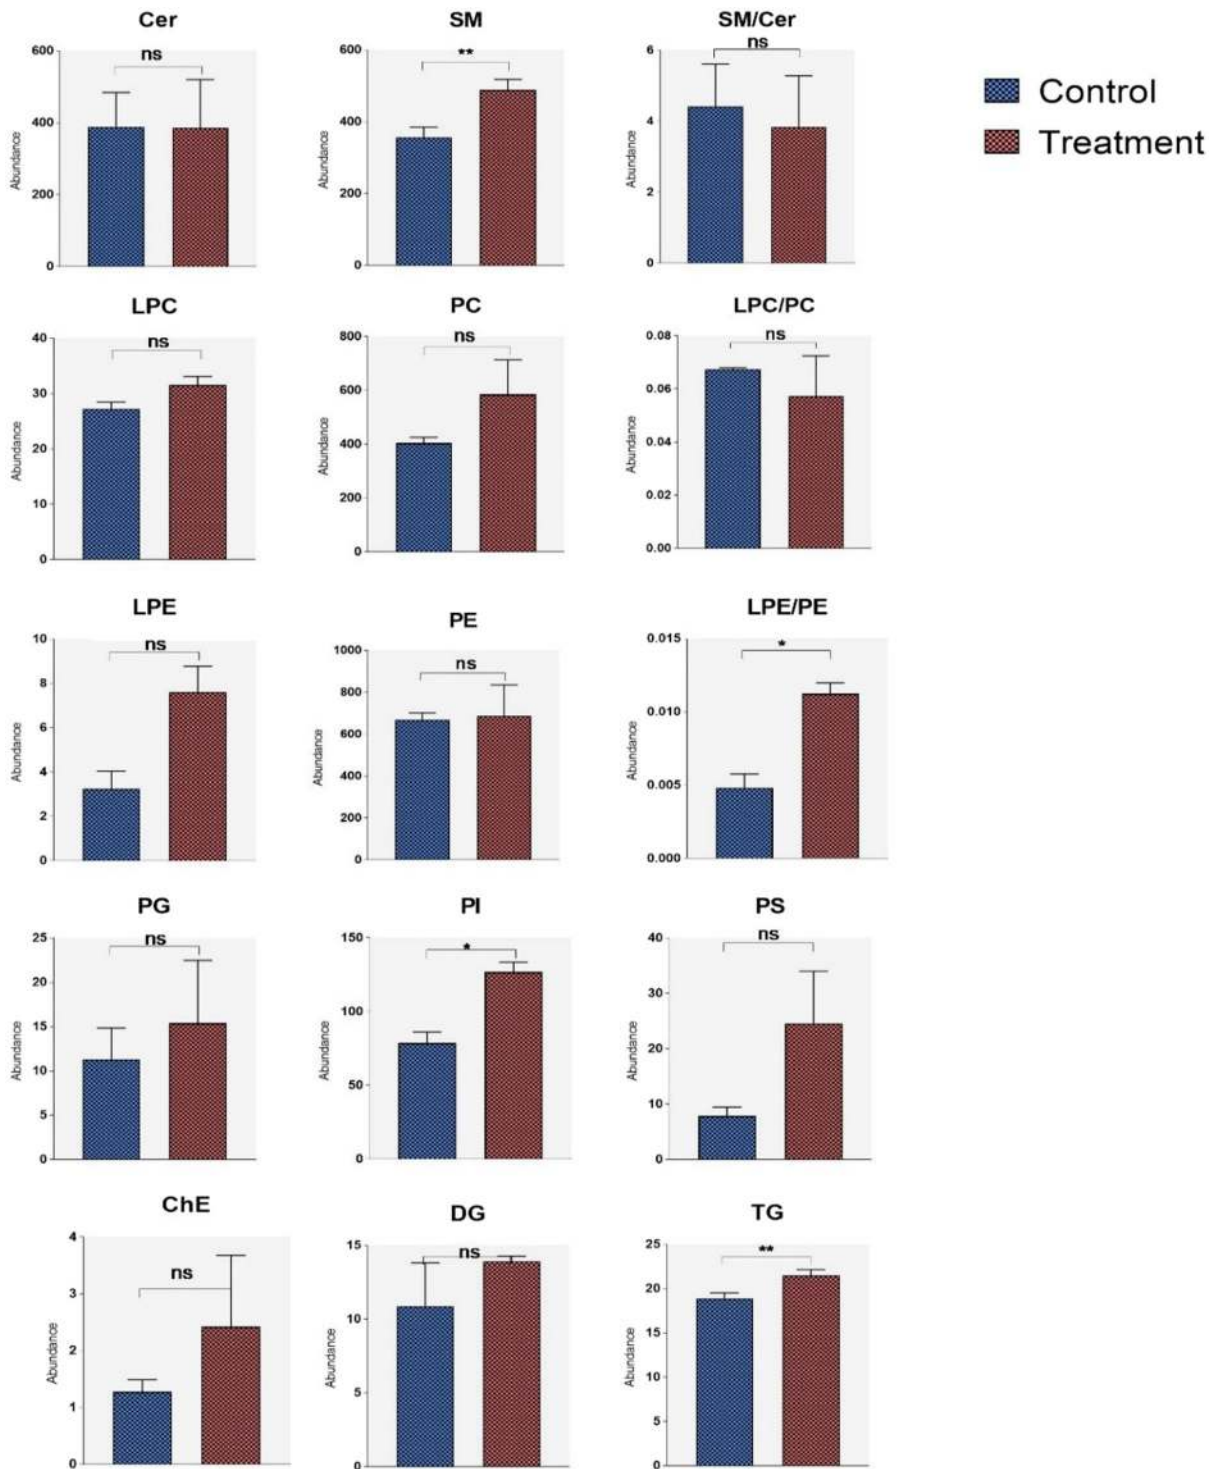 Cer
ns
600
400
200
0
Abundance
SM
**
600
400
200
0
Abundance
SM/Cer
ns
6
4
2
0
Abundance
Control
Treatment
LPC
ns
40
30
20
10
0
Abundance
PC
ns
800
600
400
200
0
Abundance
LPC/PC
ns
0.08
0.06
0.04
0.02
0.00
Abundance
LPE
ns
10
8
6
4
2
0
Abundance
PE
ns
1000
800
600
400
200
0
Abundance
LPE/PE
*
0.015
0.010
0.005
0.000
Abundance
PG
ns
25
20
15
10
5
0
Abundance
PI
*
150
100
50
0
Abundance
PS
ns
40
30
20
10
0
Abundance
ChE
ns
4
3
2
1
0
Abundance
DG
ns
15
10
5
0
Abundance
TG
**
25
20
15
10
5
0
Abundance